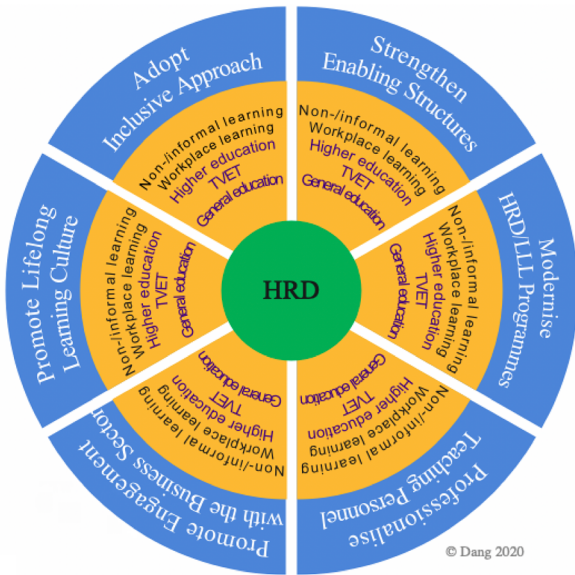 Adopt
Inclusive Approach
Non-/informal learning
Workplace learning
Higher education
TVET
General education
Strengthen
Enabling Structures
Non-/informal learning
Workplace learning
Higher education
TVET
General education
Modernise
HRD/LLL Programmes
Non-/informal learning
Workplace learning
Higher education
TVET
General education
Professionalise
Teaching Personnel
Non-/informal learning
Workplace learning
Higher education
TVET
General education
Promote Engagement
with the Business Sector
Non-/informal learning
Workplace learning
Higher education
TVET
General education
Promote Lifelong
Learning Culture
Non-/informal learning
Workplace learning
Higher education
TVET
General education
HRD
© Dang 2020